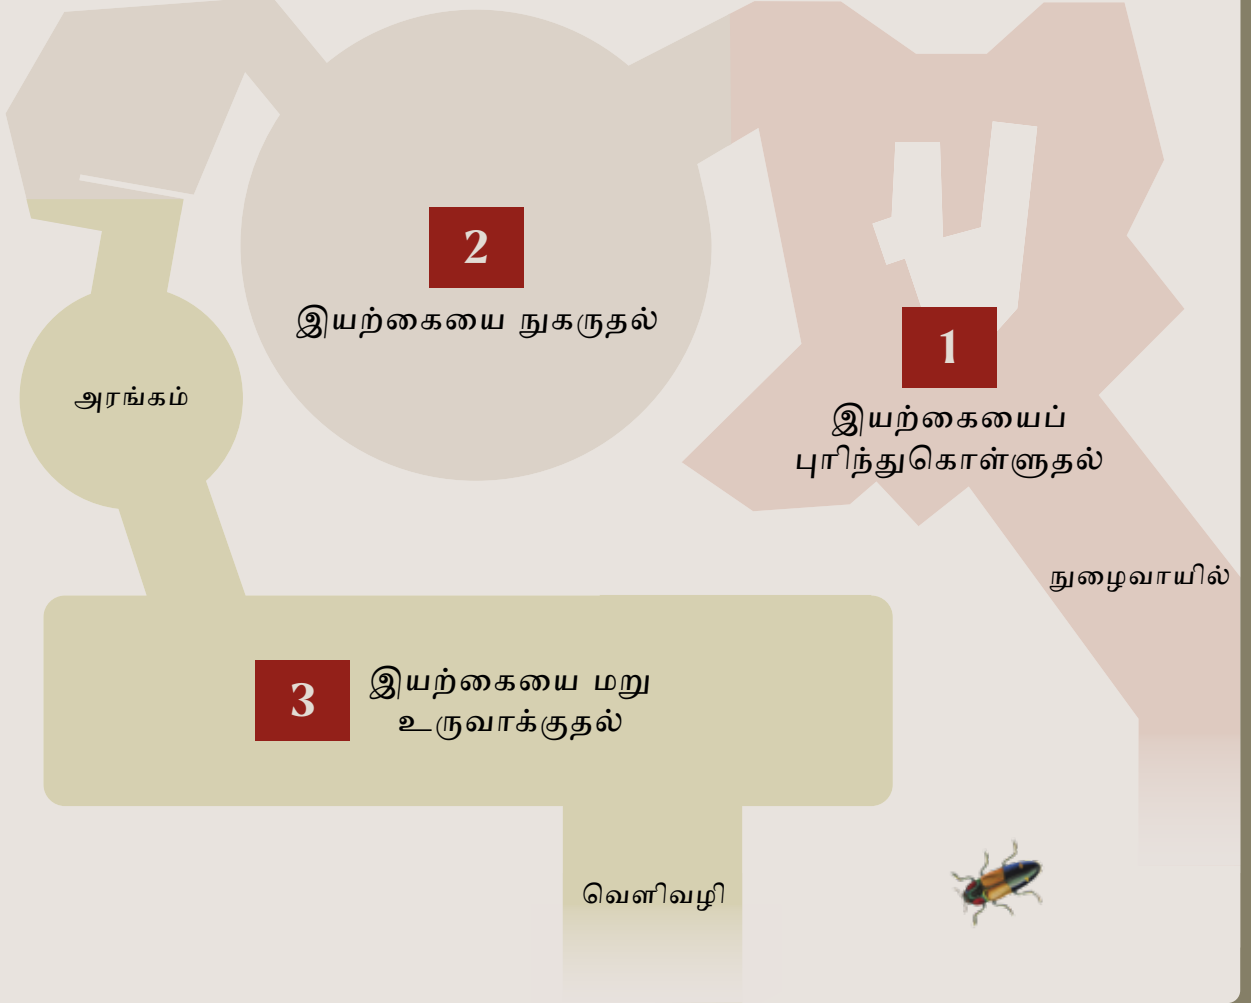 2
இயற்கையை நுகருதல்
1
இயற்கையைப்
புரிந்துகொள்ளுதல்
அரங்கம்
நுழைவாயில்
3
இயற்கையை மறு
உருவாக்குதல்
வெளிவழி